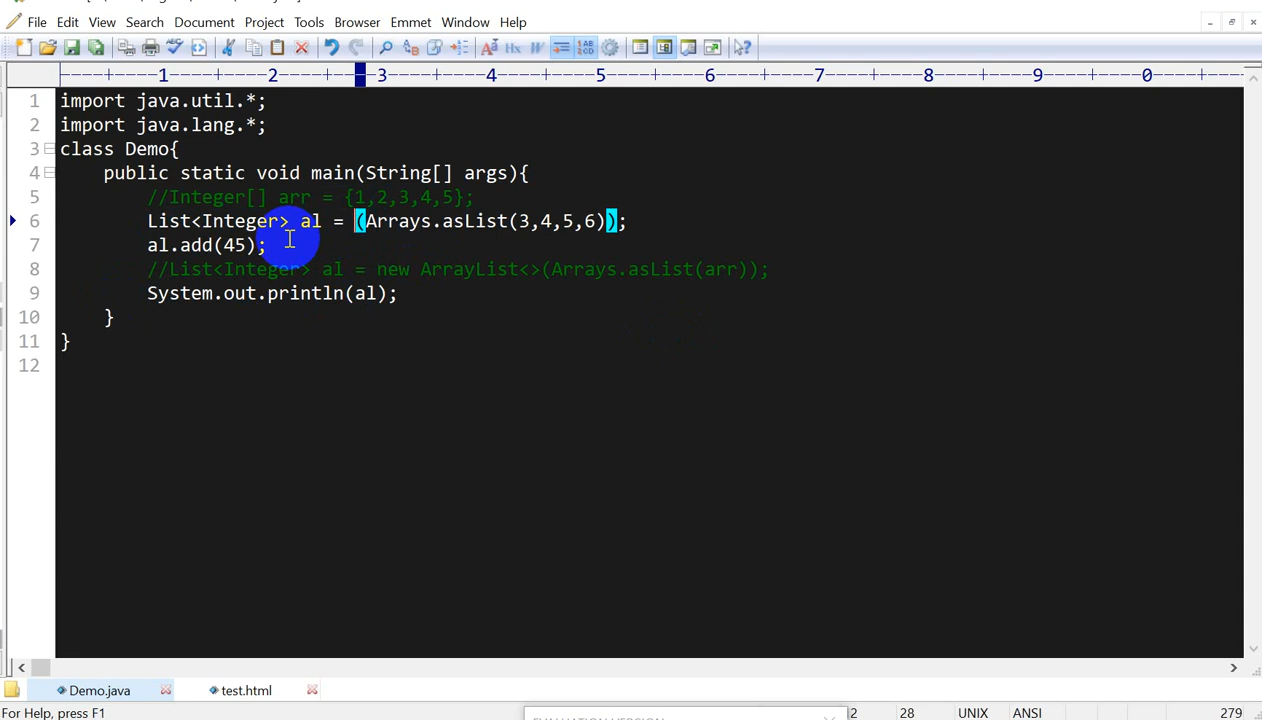 File Edit View Search Document Project Tools Browser Emmet Window Help
1 2 3 4 5 6 7 8 9 0
1 import java.util.*;
2 import java.lang.*;
3 class Demo{
4 public static void main(String[] args){
5 //Integer[] arr = {1,2,3,4,5};
6 List<Integer> al = (Arrays.asList(3,4,5,6));
7 al.add(45);
8 //List<Integer> al = new ArrayList<>(Arrays.asList(arr));
9 System.out.println(al);
10 }
11 }
12
Demo.java test.html
For Help, press F1 2 28 UNIX ANSI 279